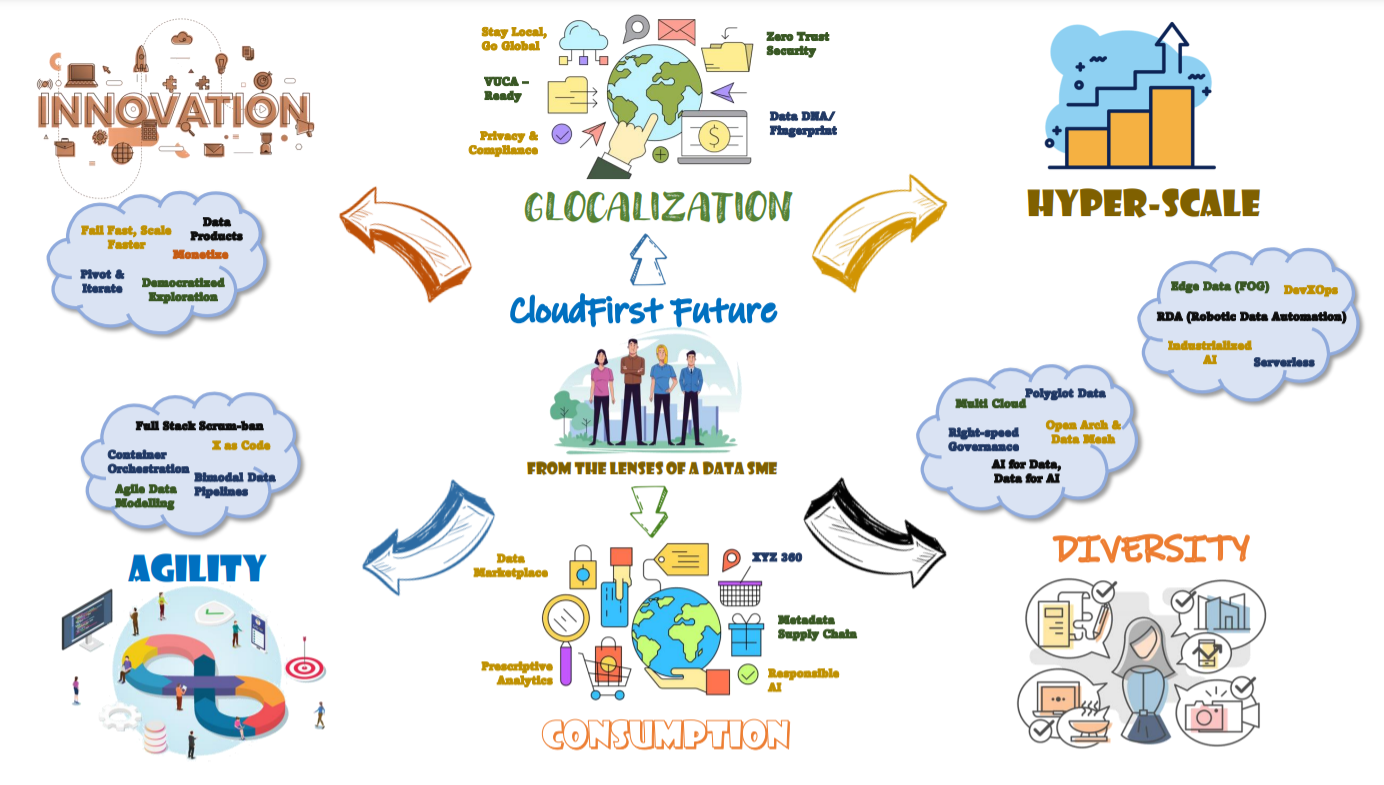 INNOVATION
Fall Fast, Scale
Faster
Data
Products
Monetize
Pivot &
Iterate
Democratized
Exploration
Stay Local,
Go Global
VUCA –
Ready
Privacy &
Compliance
Zero Trust
Security
Data DNA/
Fingerprint
GLOCALIZATION
HYPER-SCALE
Edge Data (FOG)
DevXOps
RDA (Robotic Data Automation)
Industrialized
AI
Serverless
CloudFirst Future
FROM THE LENSES OF A DATA SME
Full Stack Scrum-ban
X as Code
Container
Orchestration
Bimodal Data
Pipelines
Agile Data
Modelling
AGILITY
Multi Cloud
Polyglot Data
Right-speed
Governance
Open Arch &
Data Mesh
AI for Data,
Data for AI
DIVERSITY
Data
Marketplace
XYZ 360
Metadata
Supply Chain
Prescriptive
Analytics
Responsible
AI
CONSUMPTION